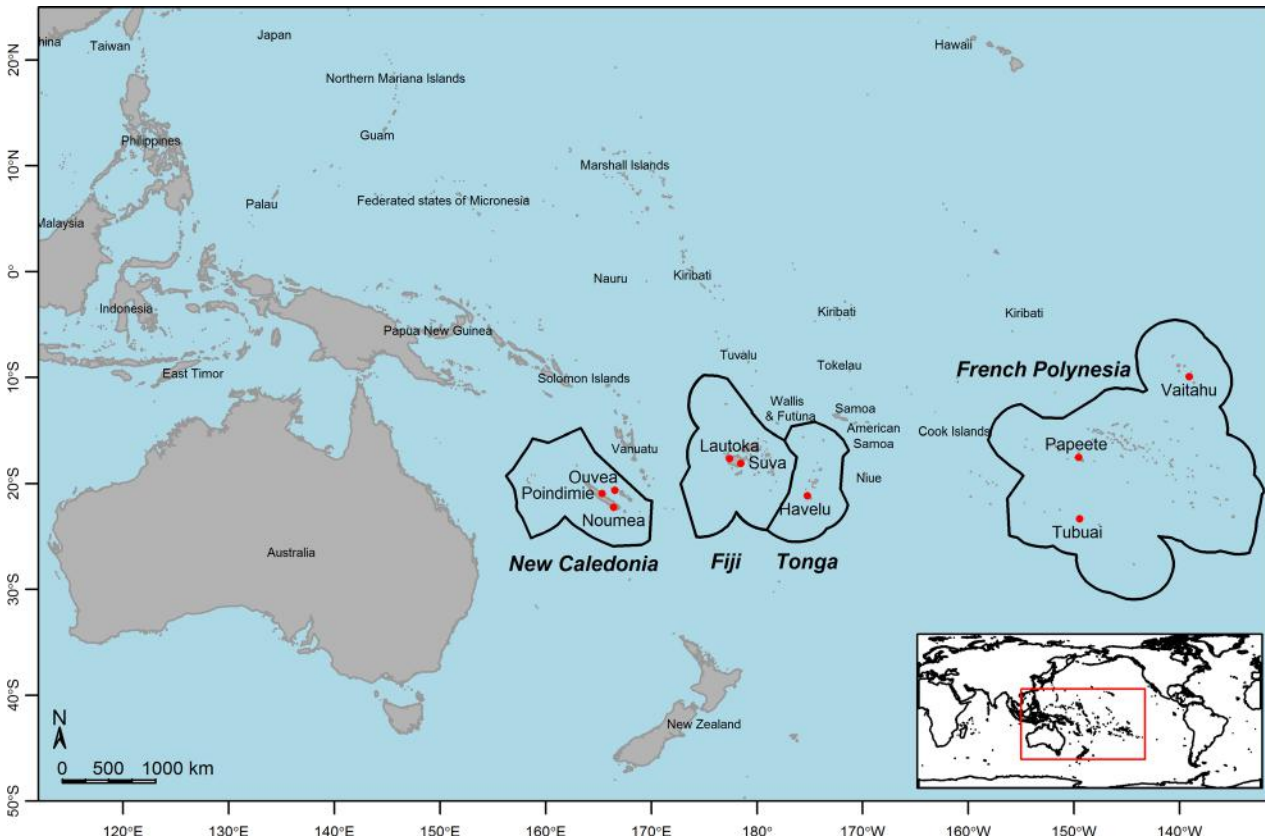 20°N
10°N
0°
10°S
20°S
30°S
40°S
50°S
hina
Taiwan
Japan
Hawaii
Northern Mariana Islands
Guam
Philippines
Marshall Islands
Palau
Federated states of Micronesia
Malaysia
Nauru
Kiribati
Indonesia
Kiribati
Kiribati
Papua New Guinea
Tuvalu
Tokelau
East Timor
Solomon Islands
French Polynesia
Vaitahu
Wallis
& Futuna
Samoa
American
Samoa
Cook Islands
Vanuatu
Lautoka
Suva
Papeete
Ouvea
Poindimie
Noumea
Niue
Havelu
Tubuai
Australia
New Caledonia
Fiji
Tonga
New Zealand
N
0 500 1000 km
120°E 130°E 140°E 150°E 160°E 170°E 180° 170°W 160°W 150°W 140°W